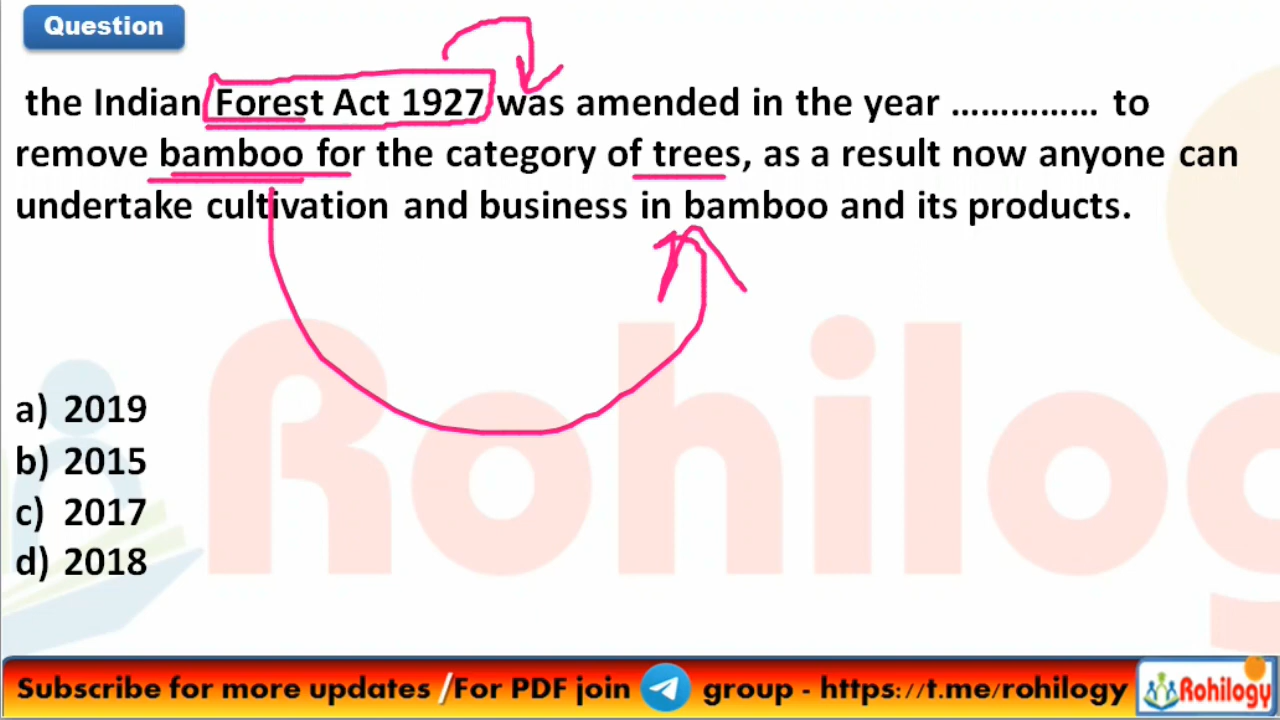 Question
the Indian Forest Act 1927 was amended in the year ............... to
remove bamboo for the category of trees, as a result now anyone can
undertake cultivation and business in bamboo and its products.
Rohilog
a) 2019
b) 2015
c) 2017
d) 2018
Subscribe for more updates /For PDF join group - https://t.me/rohilogy
Rohilogy